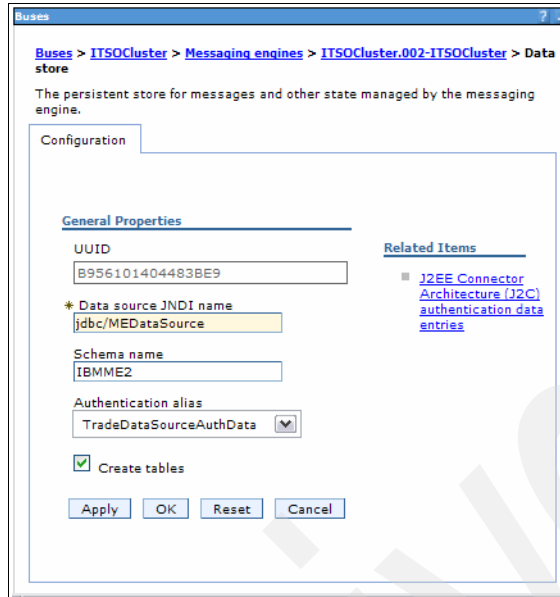 Buses
?
Buses > ITSOCluster > Messaging engines > ITSOCluster.002-ITSOCluster > Data
store
The persistent store for messages and other state managed by the messaging
engine.
Configuration
General Properties
UUID
B956101404483BE9
* Data source JNDI name
jdbc/MEDataSource
Schema name
IBMME2
Authentication alias
TradeDataSourceAuthData
Create tables
Apply OK Reset Cancel
Related Items
J2EE Connector
Architecture (J2C)
authentication data
entries